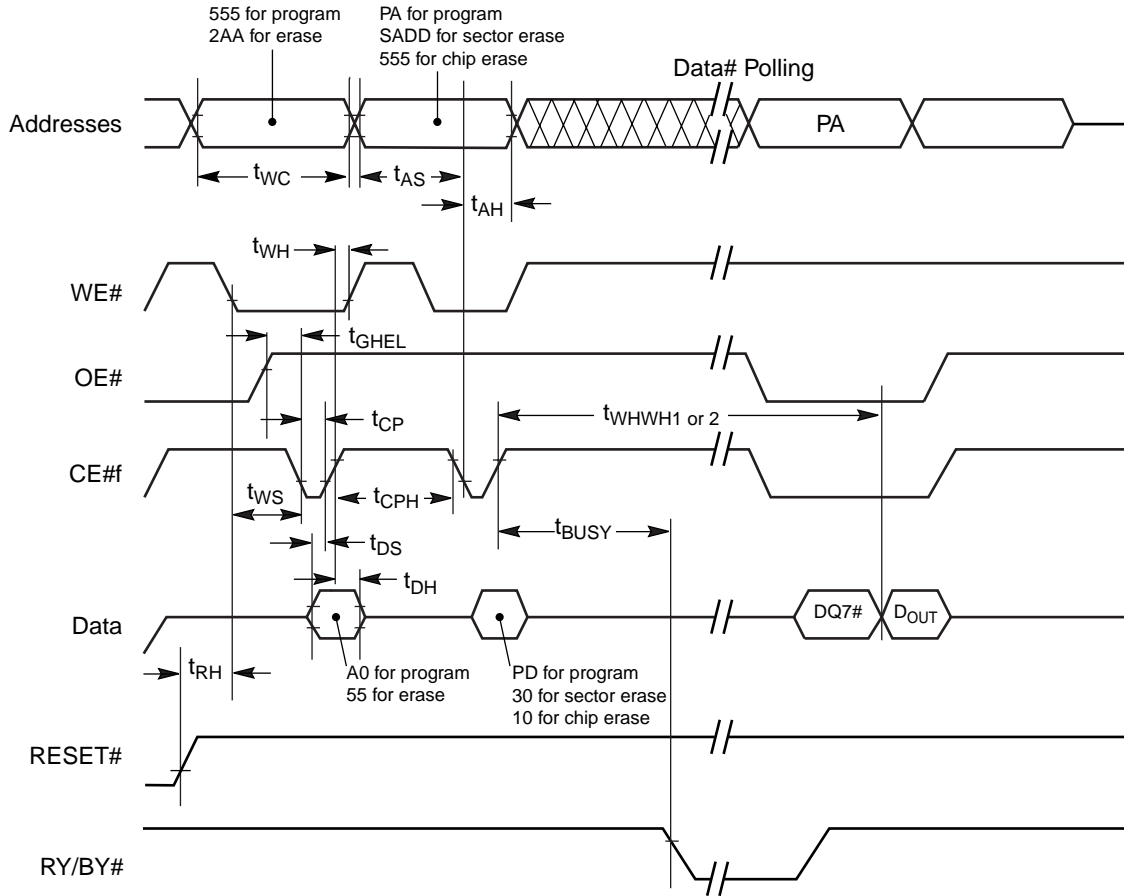 555 for program
2AA for erase
PA for program
SADD for sector erase
555 for chip erase
Data# Polling
Addresses
PA
tWC
tAS
tAH
tWH
WE#
tGHEL
OE#
tCP
tWHWH1 or 2
CE#f
tWS
tCPH
tBUSY
tDS
tDH
Data
DQ7#
DOUT
tRH
A0 for program
55 for erase
PD for program
30 for sector erase
10 for chip erase
RESET#
RY/BY#